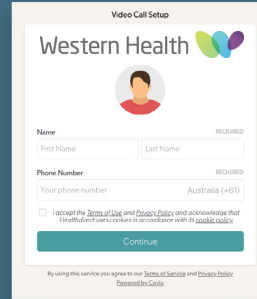 Video Call Setup
Western Health
Name REQUIRED
First Name Last Name
Phone Number REQUIRED
Your phone number Australia (+61)
I accept the Terms of Use and Privacy Policy and acknowledge that
Healthdirect uses cookies in accordance with its cookie policy
Continue
By using this service you agree to our Terms of Service and Privacy Policy
Powered by Coviu